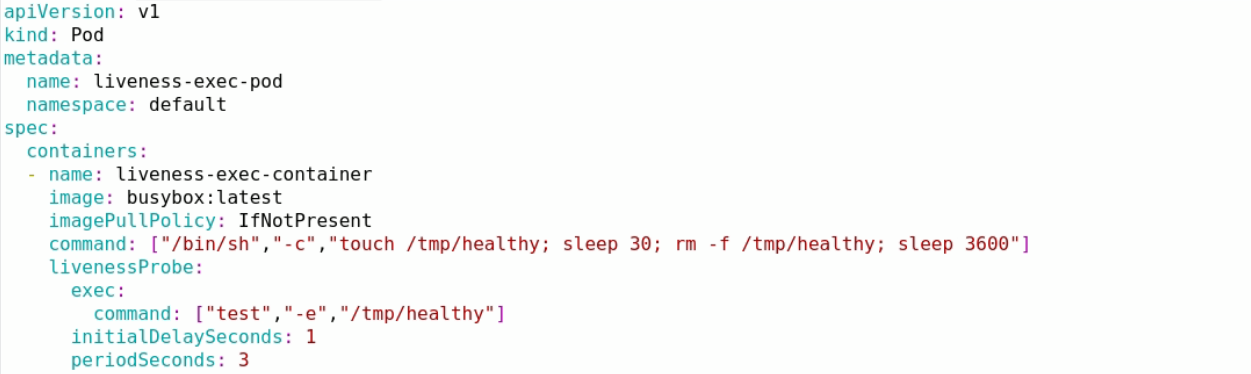 apiVersion: v1
kind: Pod
metadata:
  name: liveness-exec-pod
  namespace: default
spec:
  containers:
  - name: liveness-exec-container
    image: busybox:latest
    imagePullPolicy: IfNotPresent
    command: ["/bin/sh","-c","touch /tmp/healthy; sleep 30; rm -f /tmp/healthy; sleep 3600"]
    livenessProbe:
      exec:
        command: ["test","-e","/tmp/healthy"]
      initialDelaySeconds: 1
      periodSeconds: 3